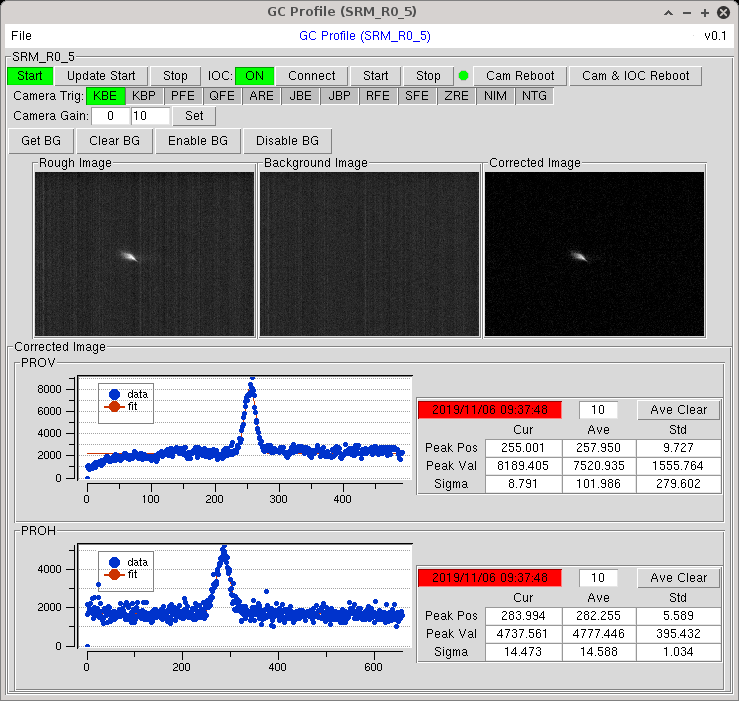 GC Profile (SRM_R0_5)
File GC Profile (SRM_R0_5) v0.1
SRM_R0_5
Start Update Start Stop IOC: ON Connect Start Stop Cam Reboot Cam & IOC Reboot
Camera Trig: KBE KBP PFE QFE ARE JBE JBP RFE SFE ZRE NIM NTG
Camera Gain: 0 10 Set
Get BG Clear BG Enable BG Disable BG
Rough Image Background Image Corrected Image
Corrected Image
PROV
8000
6000
4000
2000
0
0 100 200 300 400
data
fit
2019/11/06 09:37:48 10 Ave Clear
Cur Ave Std
Peak Pos 255.001 257.950 9.727
Peak Val 8189.405 7520.935 1555.764
Sigma 8.791 101.986 279.602
PROH
4000
2000
0
0 200 400 600
data
fit
2019/11/06 09:37:48 10 Ave Clear
Cur Ave Std
Peak Pos 283.994 282.255 5.589
Peak Val 4737.561 4777.446 395.432
Sigma 14.473 14.588 1.034